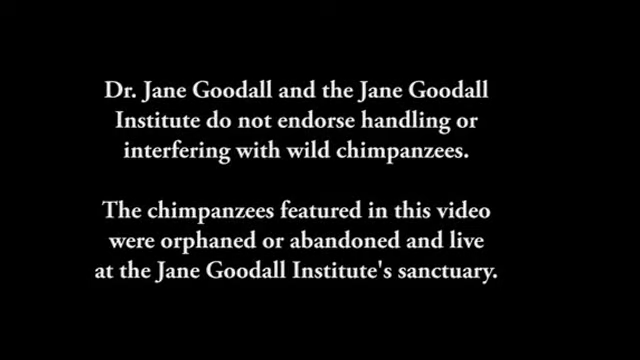 Dr. Jane Goodall and the Jane Goodall
Institute do not endorse handling or
interfering with wild chimpanzees.
The chimpanzees featured in this video
were orphaned or abandoned and live
at the Jane Goodall Institute's sanctuary.